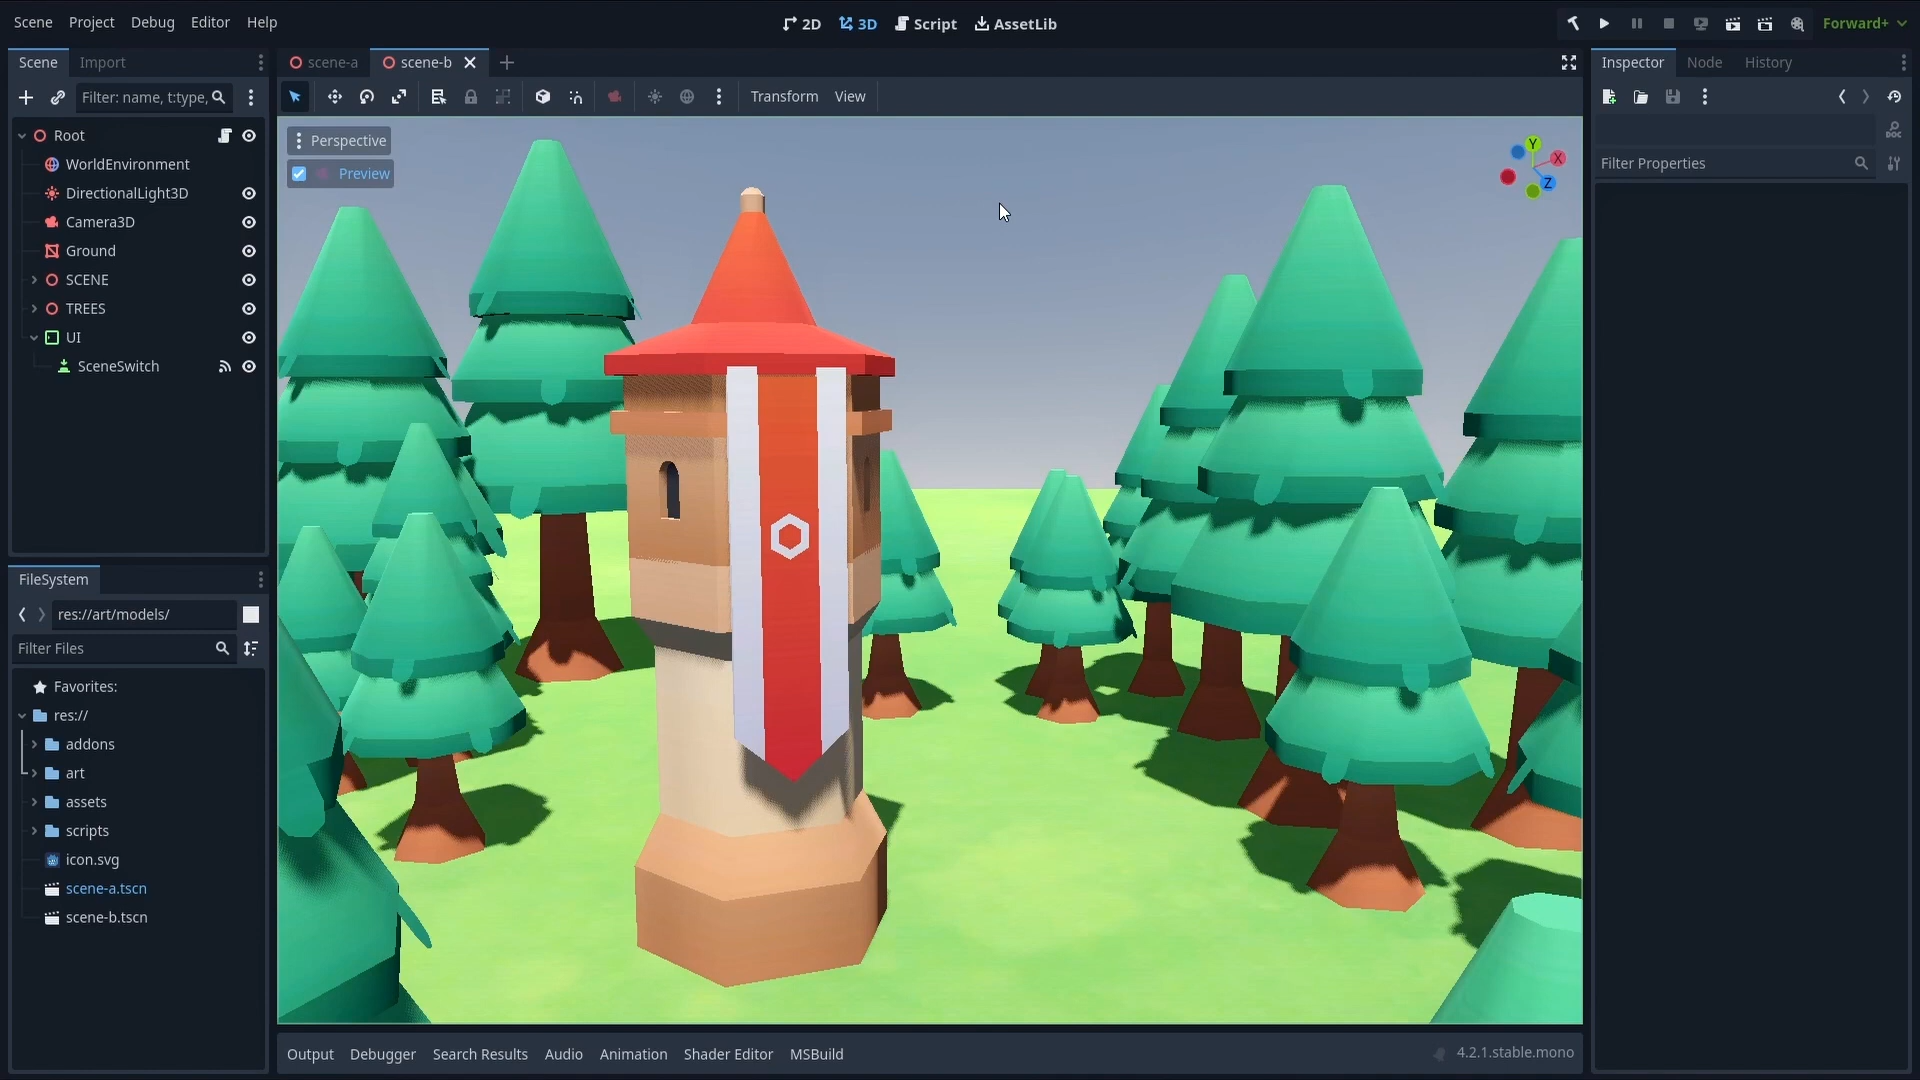 Scene Project Debug Editor Help
2D 3D Script AssetLib
Forward+
Scene Import
Filter: name, t:type,
Root
WorldEnvironment
DirectionalLight3D
Camera3D
Ground
SCENE
TREES
UI
SceneSwitch
FileSystem
res://art/models/
Filter Files
Favorites:
res://
addons
art
assets
scripts
icon.svg
scene-a.tscn
scene-b.tscn
scene-a scene-b
Transform View
Perspective
Preview
Y
X
Z
Output Debugger Search Results Audio Animation Shader Editor MSBuild
4.2.1.stable.mono
Inspector Node History
DOC
Filter Properties